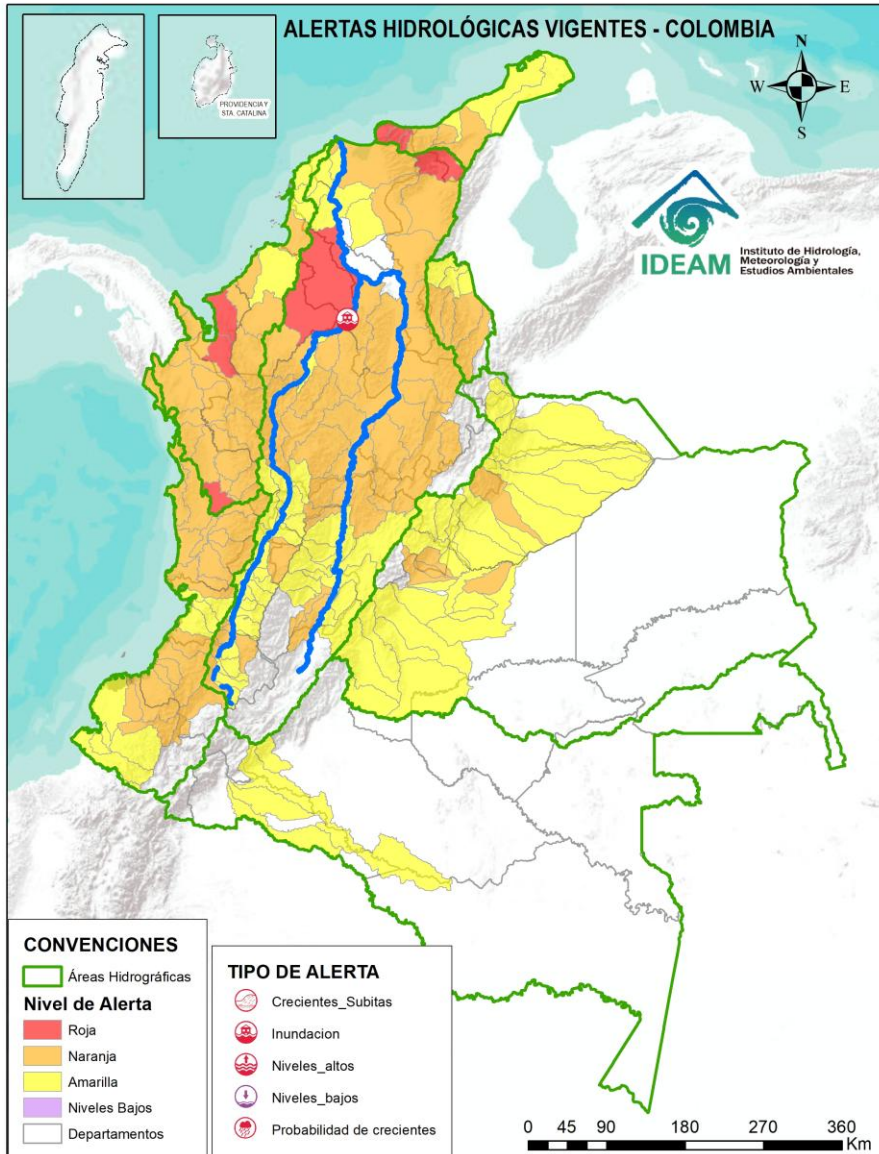 ALERTAS HIDROLÓGICAS VIGENTES - COLOMBIA
PROVIDENCIA Y
STA. CATALINA
N
W
E
S
IDEAM
Instituto de Hidrología,
Meteorología y
Estudios Ambientales
CONVENCIONES
Áreas Hidrográficas
Nivel de Alerta
Roja
Naranja
Amarilla
Niveles Bajos
Departamentos
TIPO DE ALERTA
Crecientes_Subitas
Inundacion
Niveles_altos
Niveles_bajos
Probabilidad de crecientes
0 45 90 180 270 360
Km